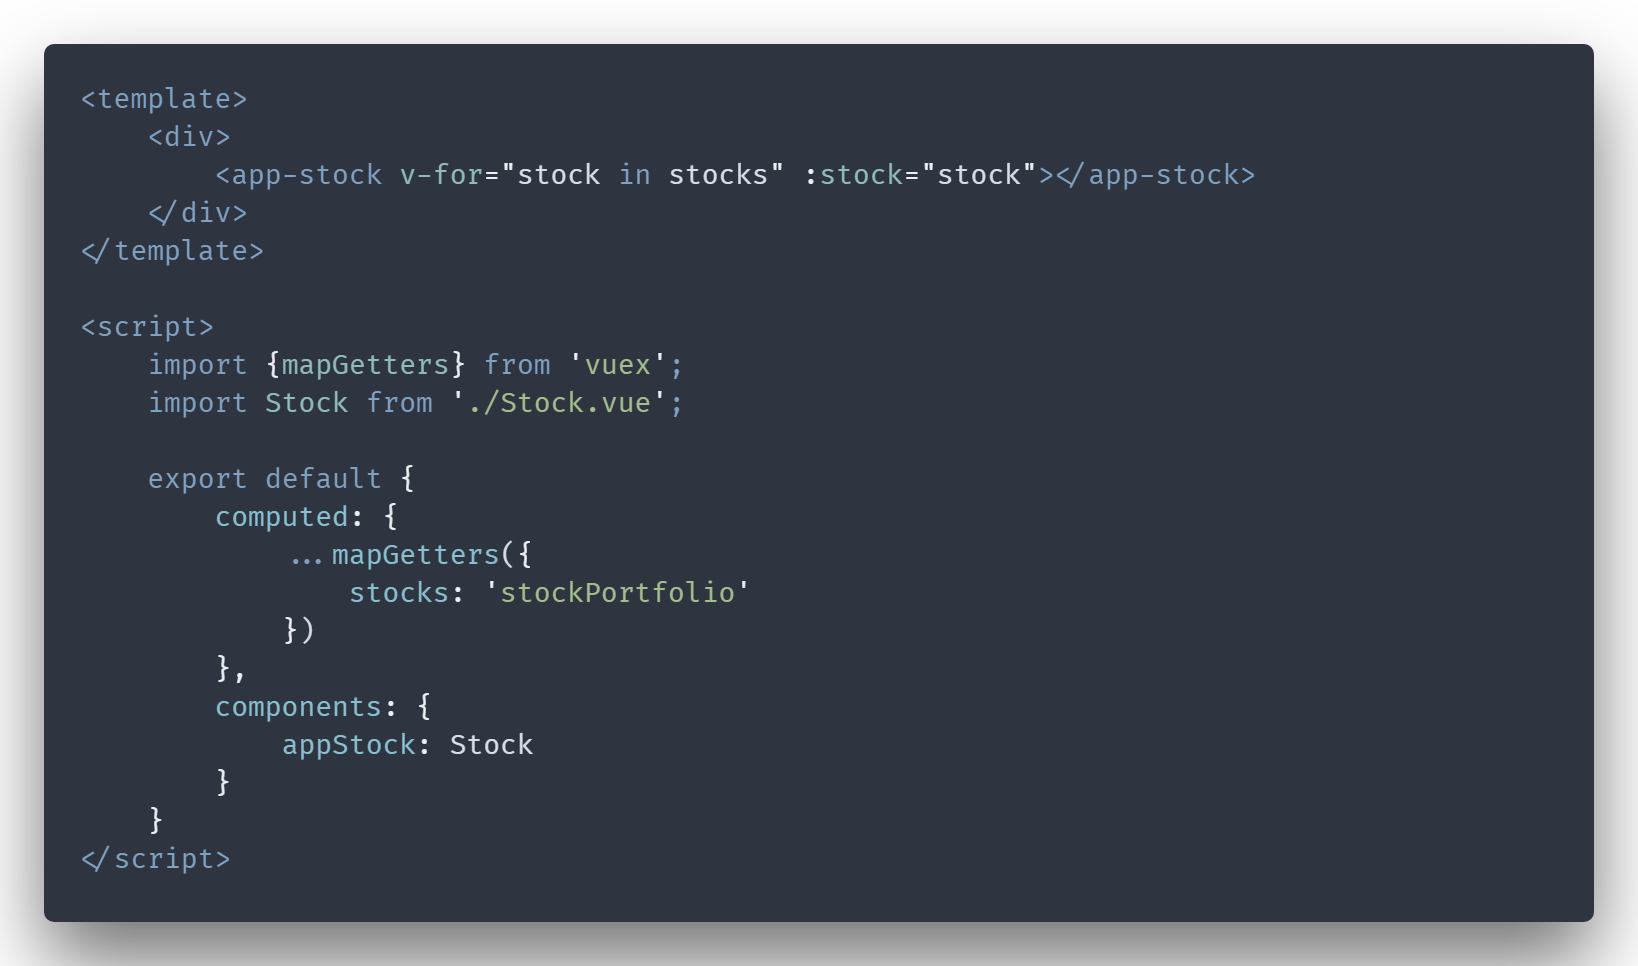 <template>
    <div>
        <app-stock v-for="stock in stocks" :stock="stock"></app-stock>
    </div>
</template>

<script>
    import {mapGetters} from 'vuex';
    import Stock from './Stock.vue';

    export default {
        computed: {
            ...mapGetters({
                stocks: 'stockPortfolio'
            })
        },
        components: {
            appStock: Stock
        }
    }
</script>